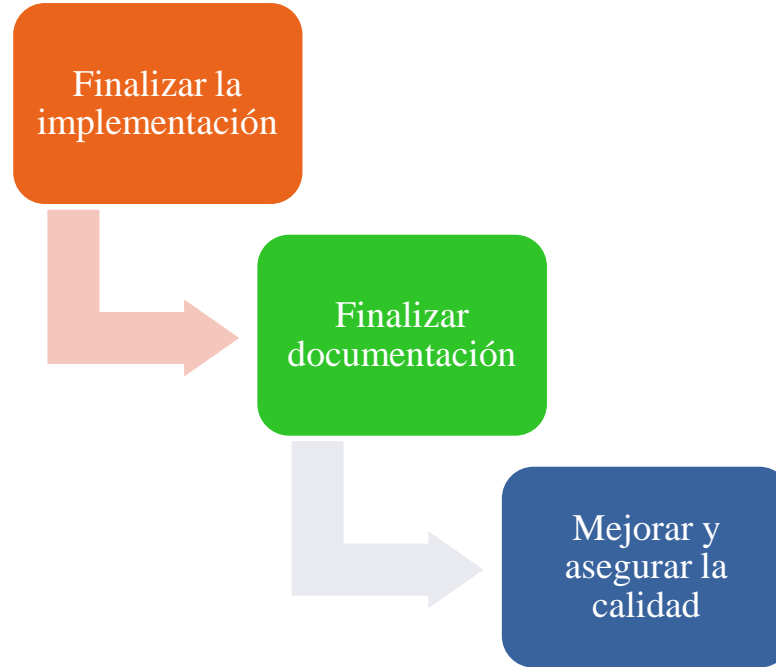 Finalizar la
implementación
Finalizar
documentación
Mejorar y
asegurar la
calidad